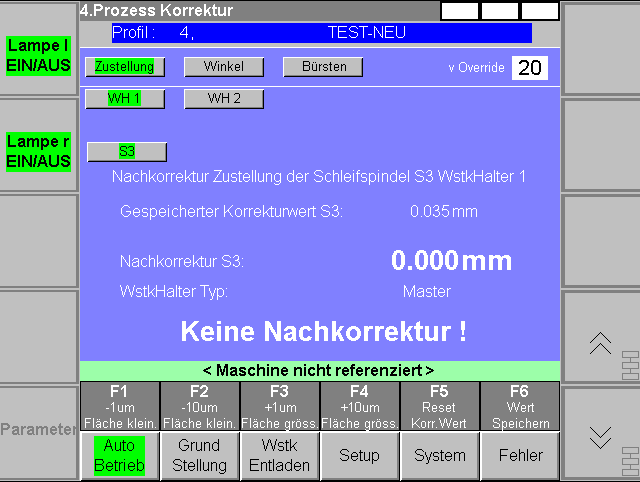 4.Prozess Korrektur
Profil : 4, TEST-NEU
Lampe l
EIN/AUS
Zustellung Winkel Bürsten v Override 20
WH 1 WH 2
Lampe r
EIN/AUS
S3
Nachkorrektur Zustellung der Schleifspindel S3 WstkHalter 1
Gespeicherter Korrekturwert S3: 0.035 mm
Nachkorrektur S3: 0.000 mm
WstkHalter Typ: Master
Keine Nachkorrektur !
< Maschine nicht referenziert >
F1 F2 F3 F4 F5 F6
-1um -10um +1um +10um Reset Wert
Fläche klein. Fläche klein. Fläche gröss. Fläche gröss. Korr.Wert Speichern
Parameter
Auto Grund Wstk Setup System Fehler
Betrieb Stellung Entladen